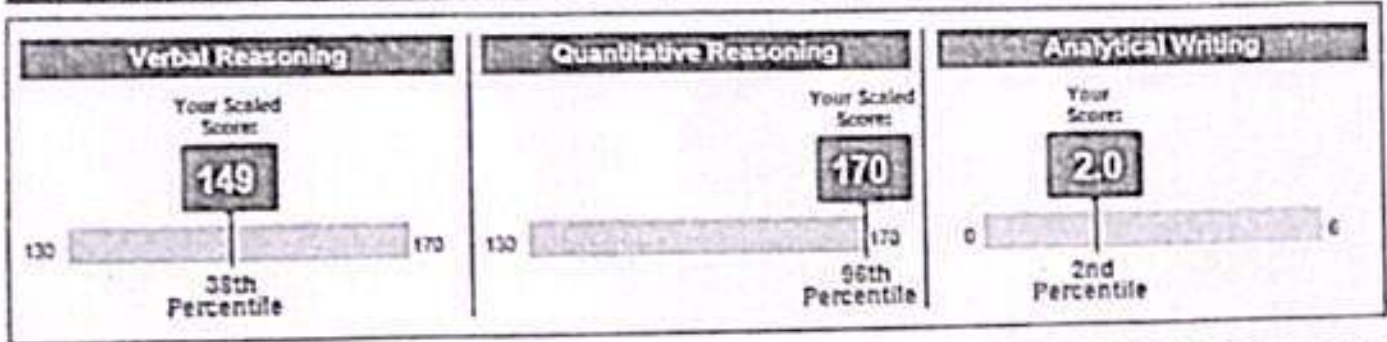 Verbal Reasoning
Your Scaled
Score:
149
130
170
38th
Percentile
Quantitative Reasoning
Your Scaled
Score:
170
130
170
96th
Percentile
Analytical Writing
Your
Score:
2.0
0
6
2nd
Percentile